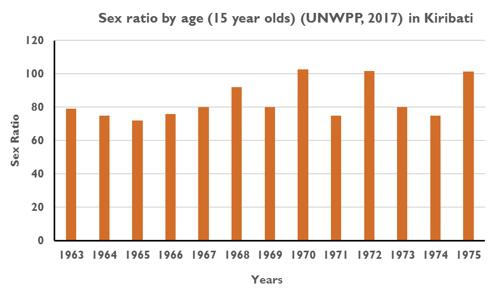 Sex ratio by age (15 year olds) (UNWPP, 2017) in Kiribati
120
100
80
60
40
20
0
Sex Ratio
1963 1964 1965 1966 1967 1968 1969 1970 1971 1972 1973 1974 1975
Years